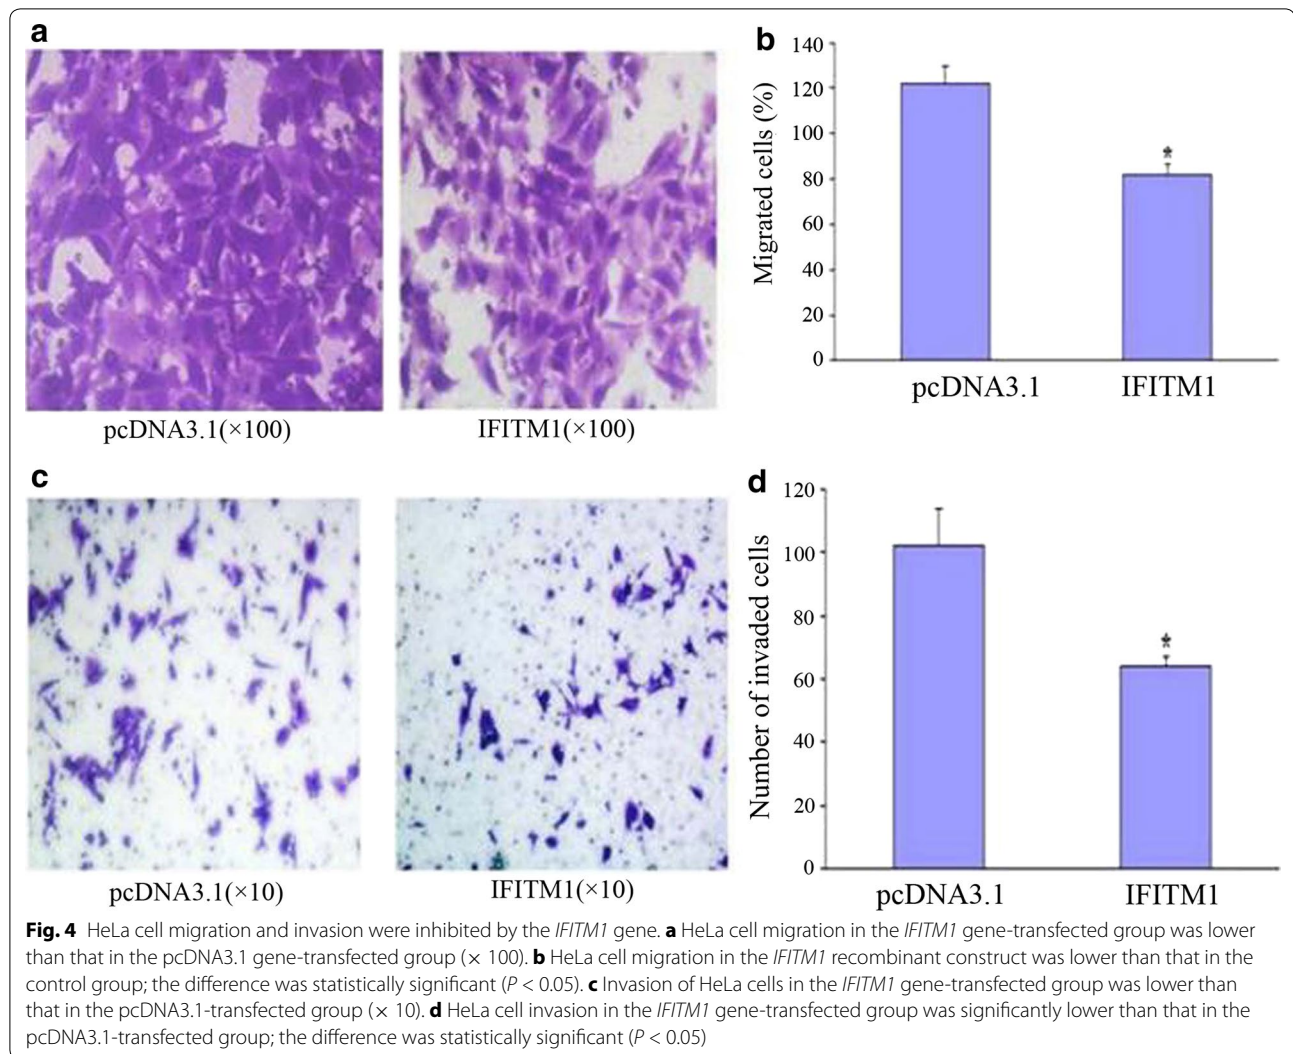 a
pcDNA3.1(×100)
IFITM1(×100)
b
Migrated cells (%)
140
120
100
80
60
40
20
0
*
pcDNA3.1
IFITM1
c
pcDNA3.1(×10)
IFITM1(×10)
d
Number of invaded cells
120
100
80
60
40
20
0
*
pcDNA3.1
IFITM1
Fig. 4 HeLa cell migration and invasion were inhibited by the IFITM1 gene. a HeLa cell migration in the IFITM1 gene-transfected group was lower
than that in the pcDNA3.1 gene-transfected group (× 100). b HeLa cell migration in the IFITM1 recombinant construct was lower than that in the
control group; the difference was statistically significant (P < 0.05). c Invasion of HeLa cells in the IFITM1 gene-transfected group was lower than
that in the pcDNA3.1-transfected group (× 10). d HeLa cell invasion in the IFITM1 gene-transfected group was significantly lower than that in the
pcDNA3.1-transfected group; the difference was statistically significant (P < 0.05)